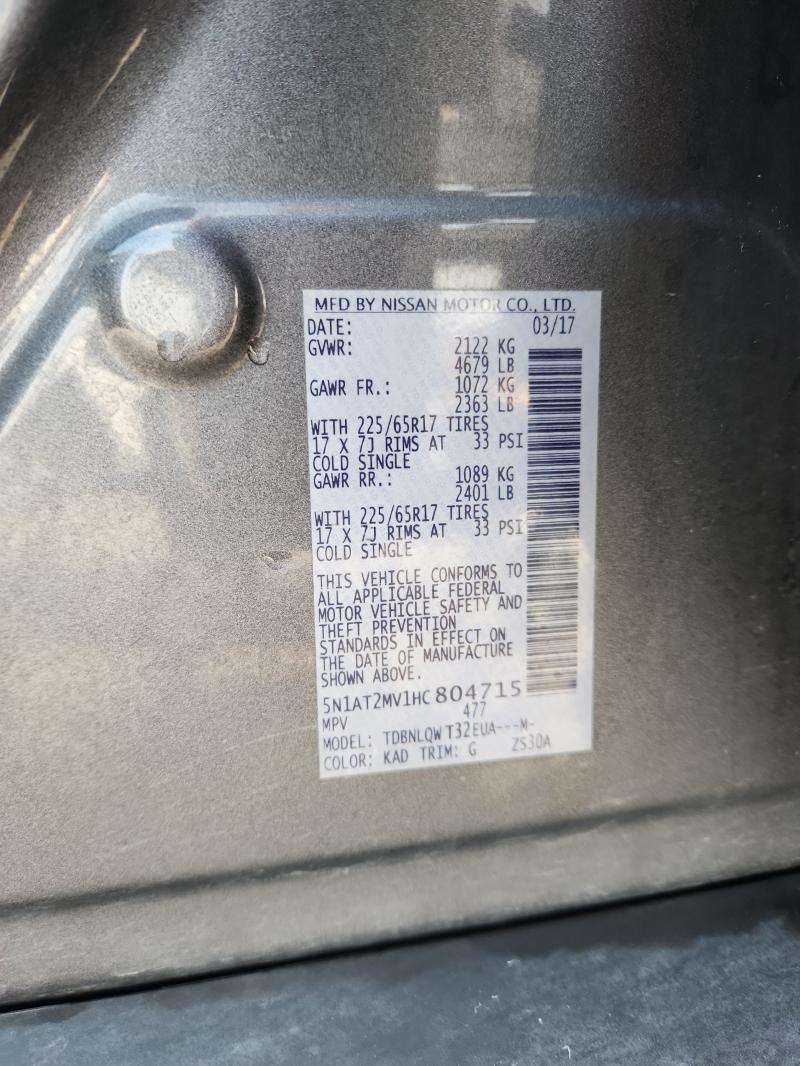 MFD BY NISSAN MOTOR CO., LTD.
DATE: 03/17
GVWR: 2122 KG
4679 LB
GAWR FR.: 1072 KG
2363 LB
WITH 225/65R17 TIRES
17 X 7J RIMS AT 33 PSI
COLD SINGLE
GAWR RR.: 1089 KG
2401 LB
WITH 225/65R17 TIRES
17 X 7J RIMS AT 33 PSI
COLD SINGLE
THIS VEHICLE CONFORMS TO
ALL APPLICABLE FEDERAL
MOTOR VEHICLE SAFETY AND
THEFT PREVENTION
STANDARDS IN EFFECT ON
THE DATE OF MANUFACTURE
SHOWN ABOVE.
5N1AT2MV1HC804715
MPV 477
MODEL: TDBNLQW T32EUA---M-
COLOR: KAD TRIM: G ZS30A